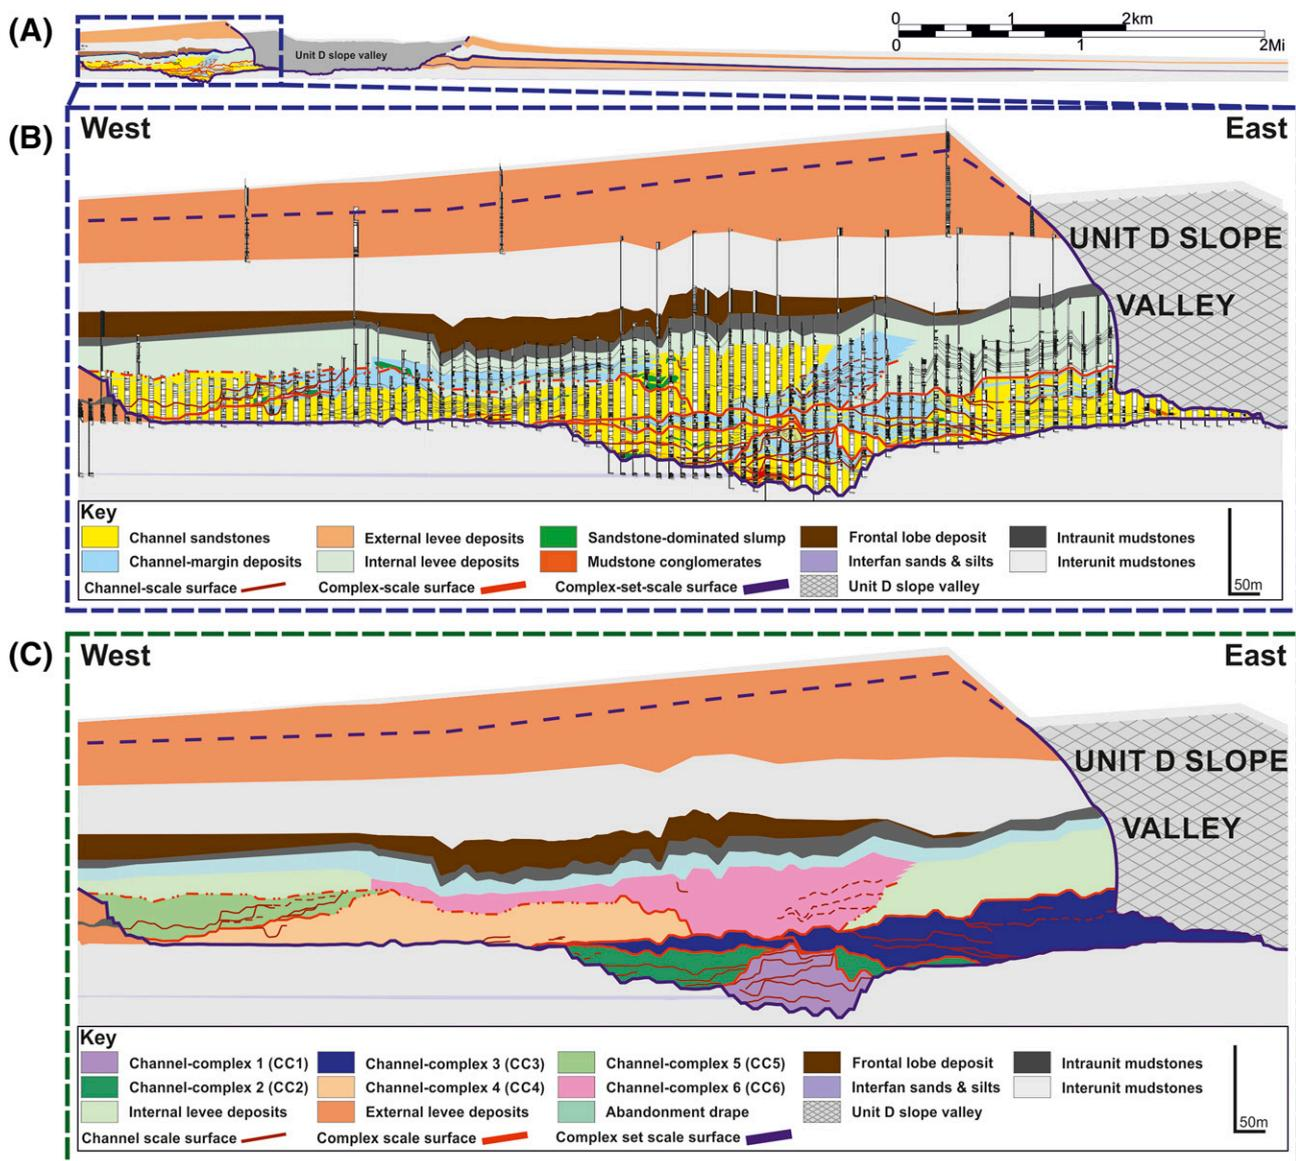 (A)
0 1 2km
0 1 2Mi
Unit D slope valley
(B)
West East
UNIT D SLOPE
VALLEY
Key
Channel sandstones External levee deposits Sandstone-dominated slump Frontal lobe deposit Intraunit mudstones
Channel-margin deposits Internal levee deposits Mudstone conglomerates Interfan sands & silts Interunit mudstones
Channel-scale surface Complex-scale surface Complex-set-scale surface Unit D slope valley
50m
(C)
West East
UNIT D SLOPE
VALLEY
Key
Channel-complex 1 (CC1) Channel-complex 3 (CC3) Channel-complex 5 (CC5) Frontal lobe deposit Intraunit mudstones
Channel-complex 2 (CC2) Channel-complex 4 (CC4) Channel-complex 6 (CC6) Interfan sands & silts Interunit mudstones
Internal levee deposits External levee deposits Abandonment drape Unit D slope valley
Channel scale surface Complex scale surface Complex set scale surface
50m